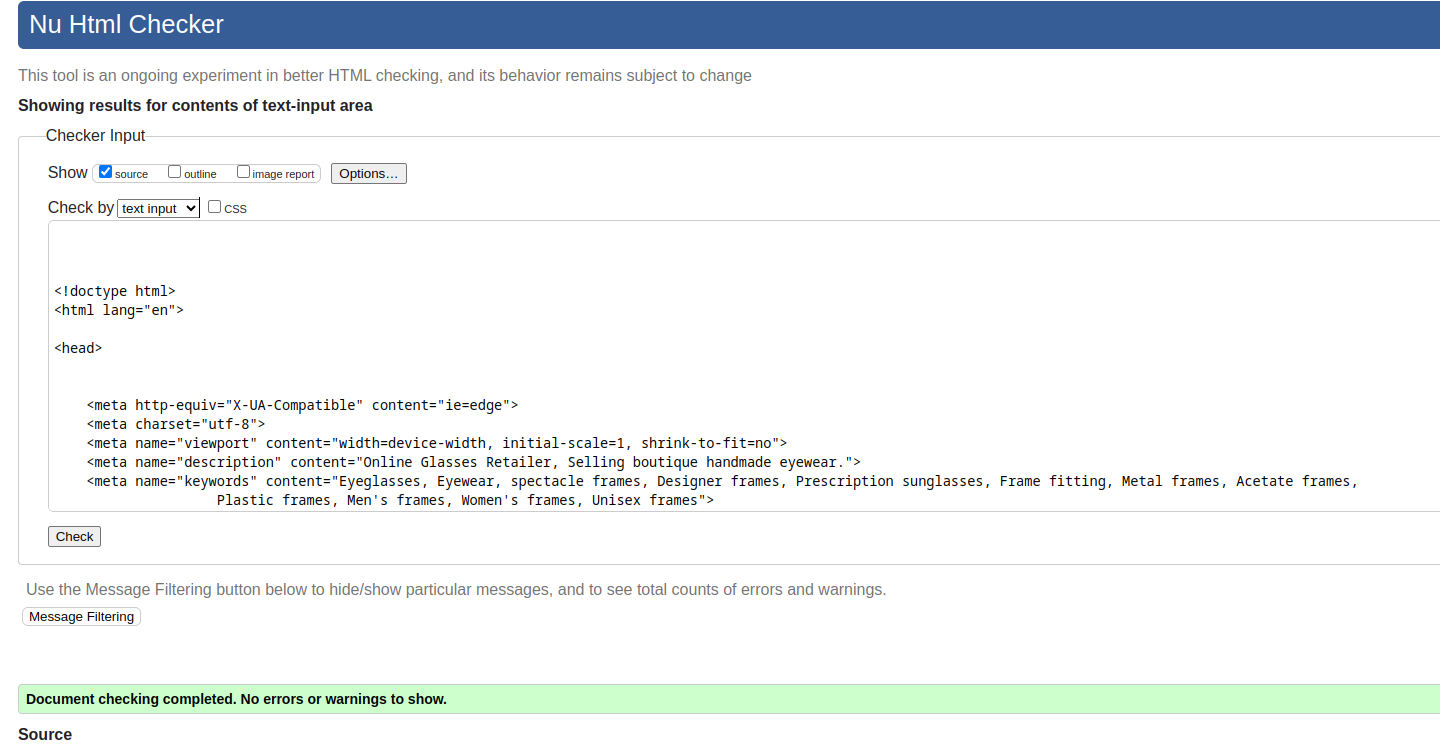 Nu Html Checker
This tool is an ongoing experiment in better HTML checking, and its behavior remains subject to change
Showing results for contents of text-input area
Checker Input
Show source outline image report Options…
Check by text input CSS
<!doctype html>
<html lang="en">
<head>
<meta http-equiv="X-UA-Compatible" content="ie=edge">
<meta charset="utf-8">
<meta name="viewport" content="width=device-width, initial-scale=1, shrink-to-fit=no">
<meta name="description" content="Online Glasses Retailer, Selling boutique handmade eyewear.">
<meta name="keywords" content="Eyeglasses, Eyewear, spectacle frames, Designer frames, Prescription sunglasses, Frame fitting, Metal frames, Acetate frames,
Plastic frames, Men's frames, Women's frames, Unisex frames">
Check
Use the Message Filtering button below to hide/show particular messages, and to see total counts of errors and warnings.
Message Filtering
Document checking completed. No errors or warnings to show.
Source